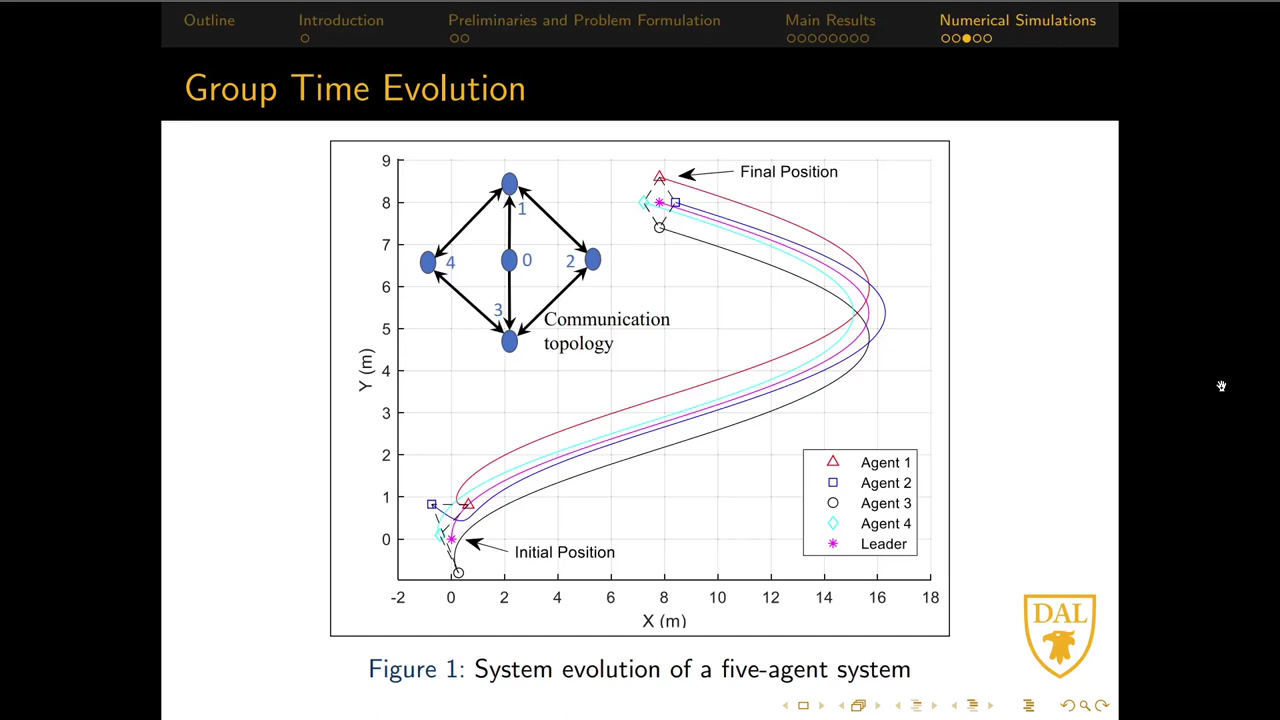 Outline Introduction Preliminaries and Problem Formulation Main Results Numerical Simulations
Group Time Evolution
9
8
7
6
5
4
3
2
1
0
Y (m)
-2 0 2 4 6 8 10 12 14 16 18
X (m)
Final Position
1
4 0 2
3
Communication
topology
Initial Position
Agent 1
Agent 2
Agent 3
Agent 4
Leader
DAL
Figure 1: System evolution of a five-agent system